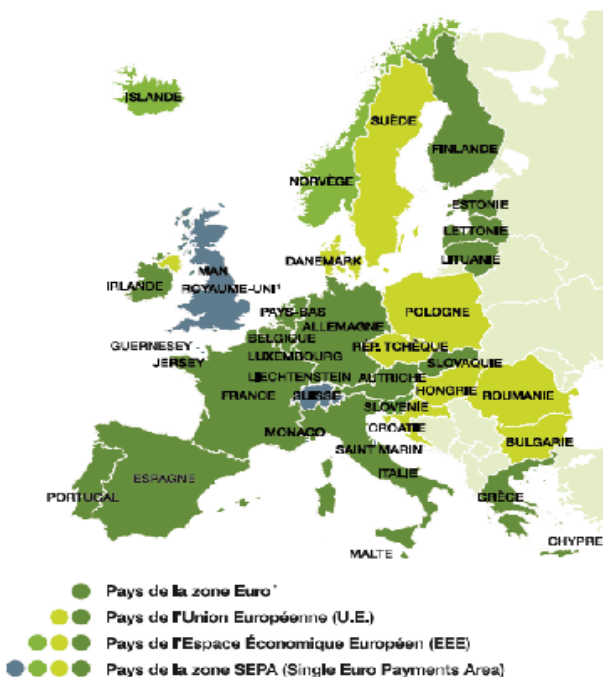 ISLANDE
SUÈDE
FINLANDE
NORVÈGE
ESTONIE
LETTONIE
LITUANIE
DANEMARK
MAN
IRLANDE
ROYAUME-UNI¹
PAYS-BAS
POLOGNE
ALLEMAGNE
BELGIQUE
GUERNESEY
RÉP. TCHÈQUE
LUXEMBOURG
JERSEY
SLOVAQUIE
LIECHTENSTEIN
AUTRICHE
FRANCE
SUISSE
HONGRIE
ROUMANIE
SLOVÉNIE
CROATIE
MONACO
BULGARIE
SAINT MARIN
ESPAGNE
ITALIE
PORTUGAL
GRÈCE
CHYPRE
MALTE
Pays de la zone Euro*
Pays de l'Union Européenne (U.E.)
Pays de l'Espace Économique Européen (EEE)
Pays de la zone SEPA (Single Euro Payments Area)